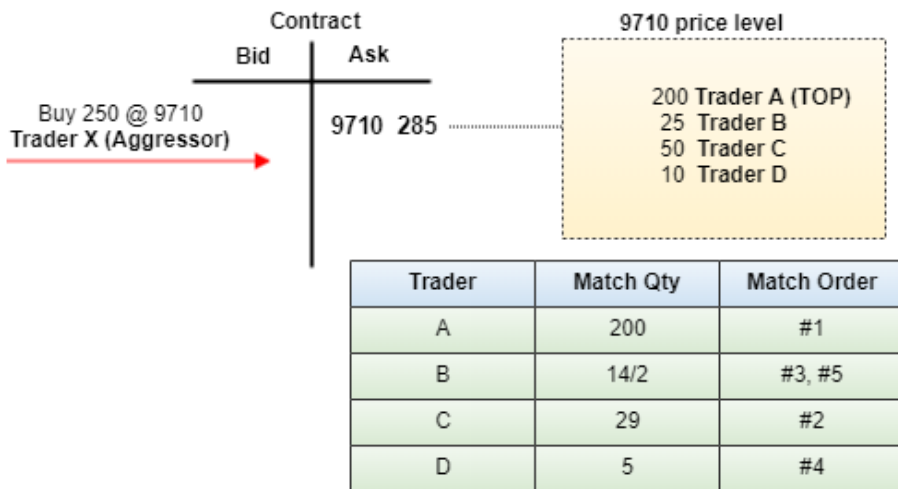 Contract
Bid Ask
Buy 250 @ 9710
Trader X (Aggressor)
9710 285
9710 price level
200 Trader A (TOP)
25 Trader B
50 Trader C
10 Trader D
Trader Match Qty Match Order
A 200 #1
B 14/2 #3, #5
C 29 #2
D 5 #4